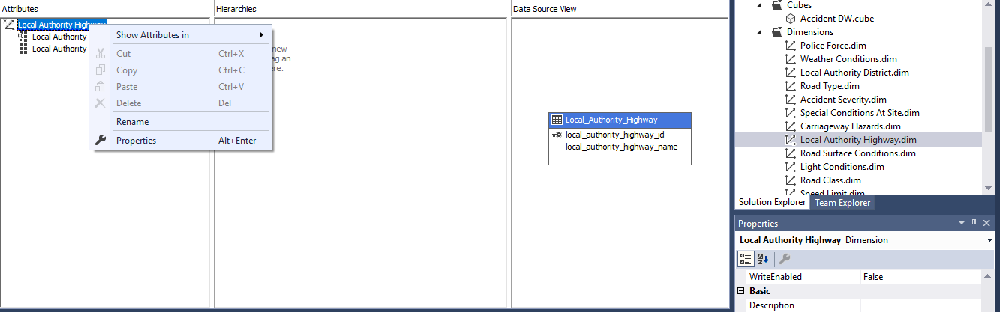 Attributes
Local Authority Highway
Local Authority
Local Authority
Show Attributes in
Cut Ctrl+X
Copy Ctrl+C
Paste Ctrl+V
Delete Del
Rename
Properties Alt+Enter
Hierarchies
new
ag an
ere.
Data Source View
Local_Authority_Highway
local_authority_highway_id
local_authority_highway_name
Cubes
Accident DW.cube
Dimensions
Police Force.dim
Weather Conditions.dim
Local Authority District.dim
Road Type.dim
Accident Severity.dim
Special Conditions At Site.dim
Carriageway Hazards.dim
Local Authority Highway.dim
Road Surface Conditions.dim
Light Conditions.dim
Road Class.dim
Speed Limit.dim
Solution Explorer Team Explorer
Properties
Local Authority Highway Dimension
WriteEnabled False
Basic
Description